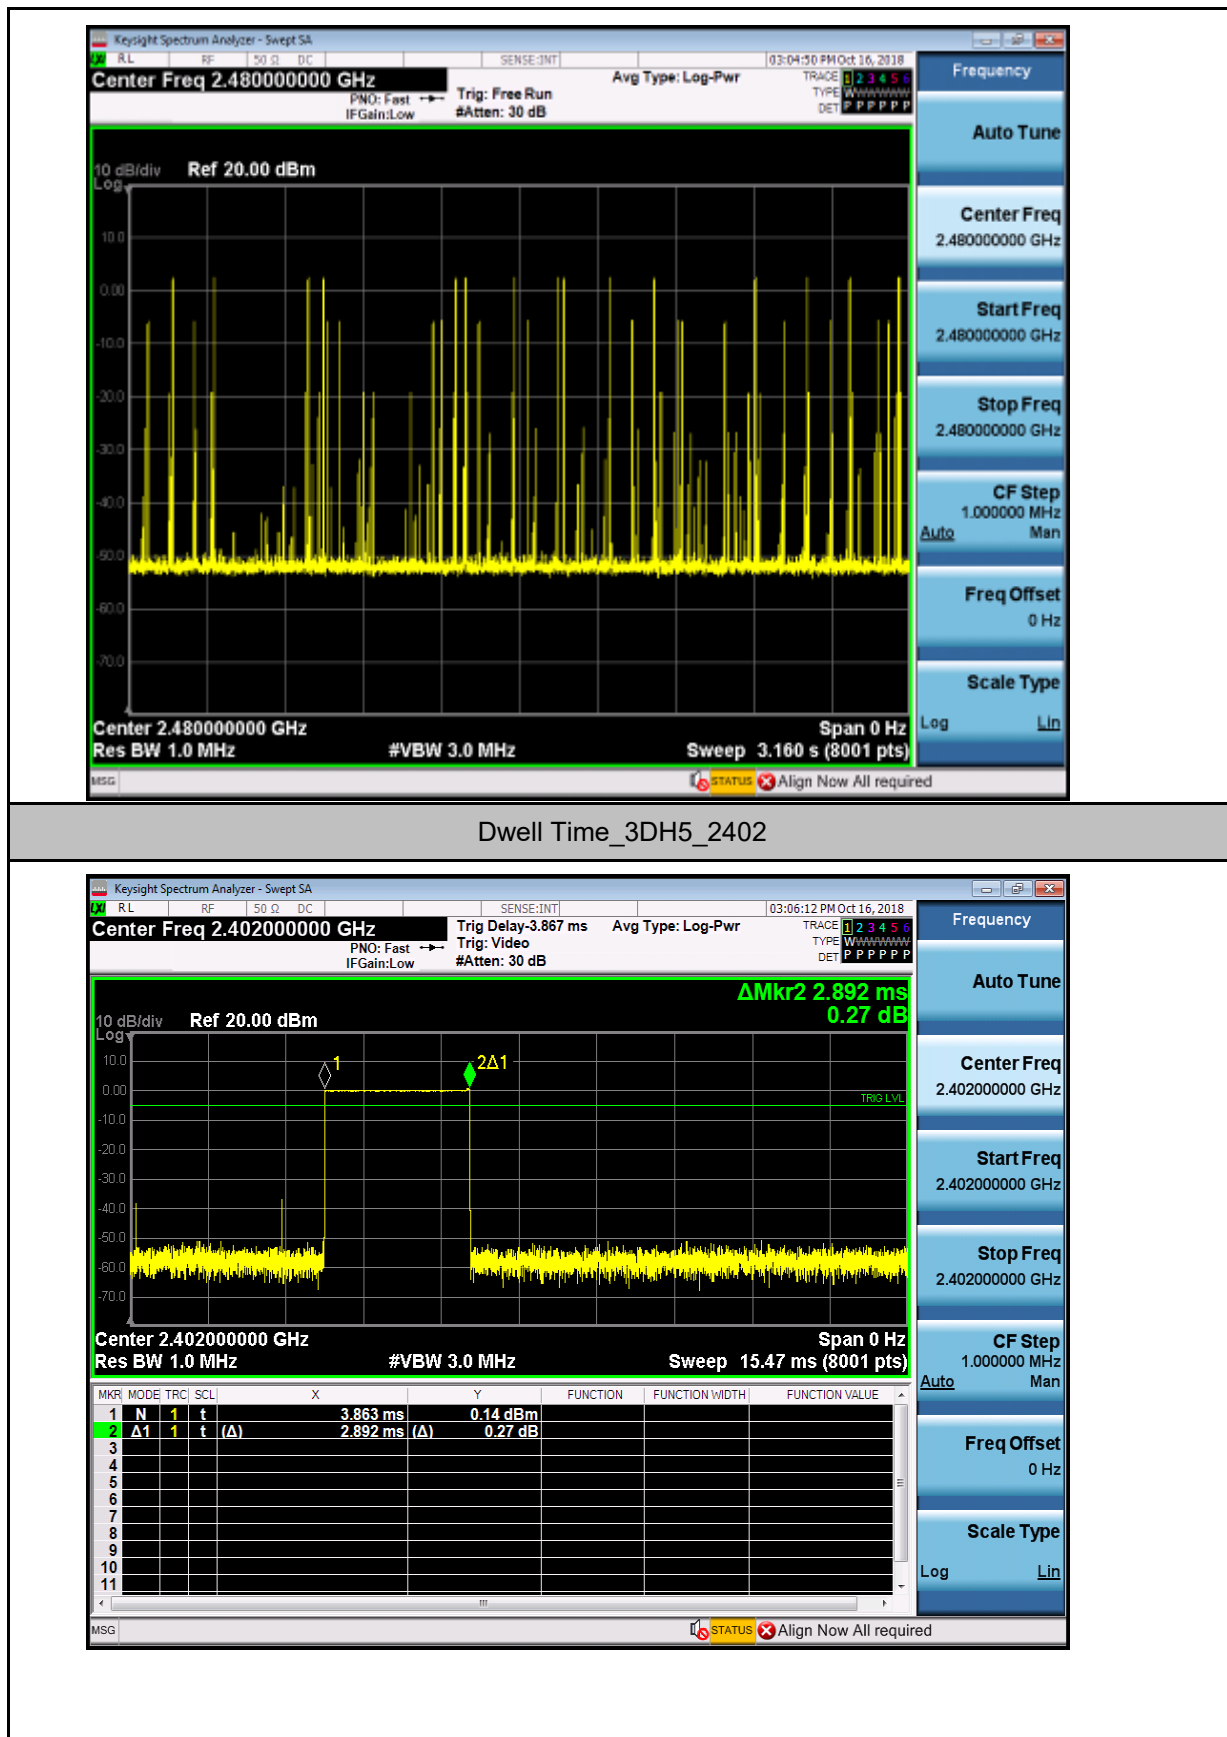 Keysight Spectrum Analyzer - Swept SA
LXI RL RF 50 Ω DC SENSE:INT 03:04:50 PM Oct 16, 2018
Center Freq 2.480000000 GHz
PNO: Fast
IFGain:Low
Trig: Free Run
#Atten: 30 dB
Avg Type: Log-Pwr
TRACE 1 2 3 4 5 6
TYPE WWWWWW
DET P P P P P P
10 dB/div Ref 20.00 dBm
Log
10.0
0.00
-10.0
-20.0
-30.0
-40.0
-50.0
-60.0
-70.0
Center 2.480000000 GHz Span 0 Hz
Res BW 1.0 MHz #VBW 3.0 MHz Sweep 3.160 s (8001 pts)
MSG STATUS Align Now All required
Frequency
Auto Tune
Center Freq
2.480000000 GHz
Start Freq
2.480000000 GHz
Stop Freq
2.480000000 GHz
CF Step
1.000000 MHz
Auto Man
Freq Offset
0 Hz
Scale Type
Log Lin
Dwell Time_3DH5_2402
Keysight Spectrum Analyzer - Swept SA
LXI RL RF 50 Ω DC SENSE:INT 03:06:12 PM Oct 16, 2018
Center Freq 2.402000000 GHz
PNO: Fast
IFGain:Low
Trig Delay-3.867 ms
Trig: Video
#Atten: 30 dB
Avg Type: Log-Pwr
TRACE 1 2 3 4 5 6
TYPE WWWWWW
DET P P P P P P
ΔMkr2 2.892 ms
0.27 dB
10 dB/div Ref 20.00 dBm
Log
10.0
0.00
-10.0
-20.0
-30.0
-40.0
-50.0
-60.0
-70.0
1
2Δ1
TRIG LVL
Center 2.402000000 GHz Span 0 Hz
Res BW 1.0 MHz #VBW 3.0 MHz Sweep 15.47 ms (8001 pts)
MKR MODE TRC SCL X Y FUNCTION FUNCTION WIDTH FUNCTION VALUE
1 N 1 t 3.863 ms 0.14 dBm
2 Δ1 1 t (Δ) 2.892 ms (Δ) 0.27 dB
3
4
5
6
7
8
9
10
11
MSG STATUS Align Now All required
Frequency
Auto Tune
Center Freq
2.402000000 GHz
Start Freq
2.402000000 GHz
Stop Freq
2.402000000 GHz
CF Step
1.000000 MHz
Auto Man
Freq Offset
0 Hz
Scale Type
Log Lin